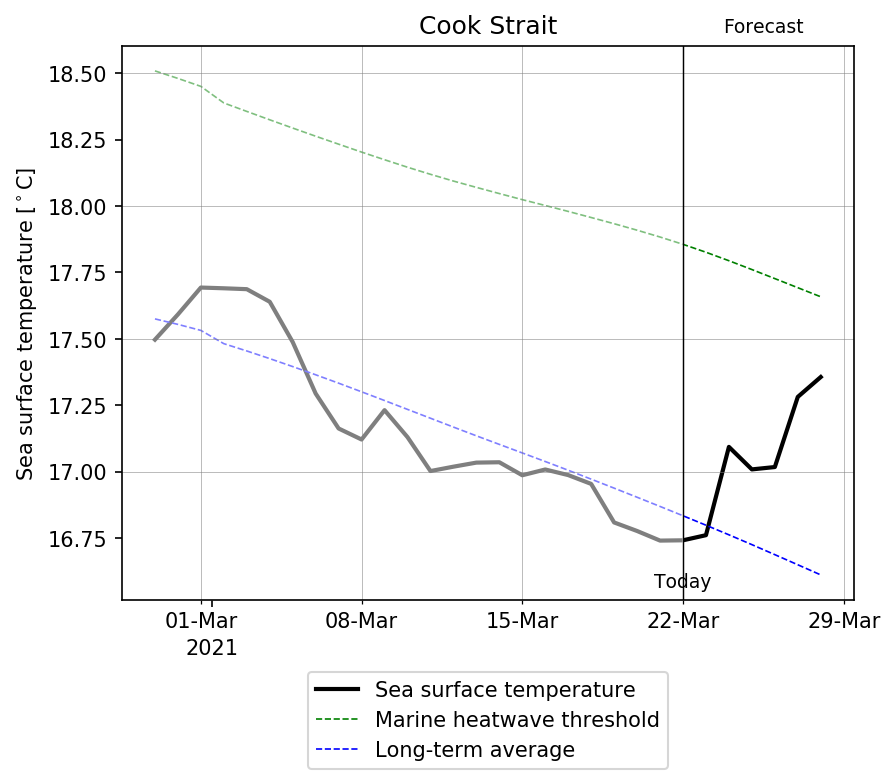 Cook Strait
Forecast
18.50
18.25
18.00
17.75
17.50
17.25
17.00
16.75
Sea surface temperature [°C]
Today
01-Mar
08-Mar
15-Mar
22-Mar
29-Mar
2021
Sea surface temperature
Marine heatwave threshold
Long-term average